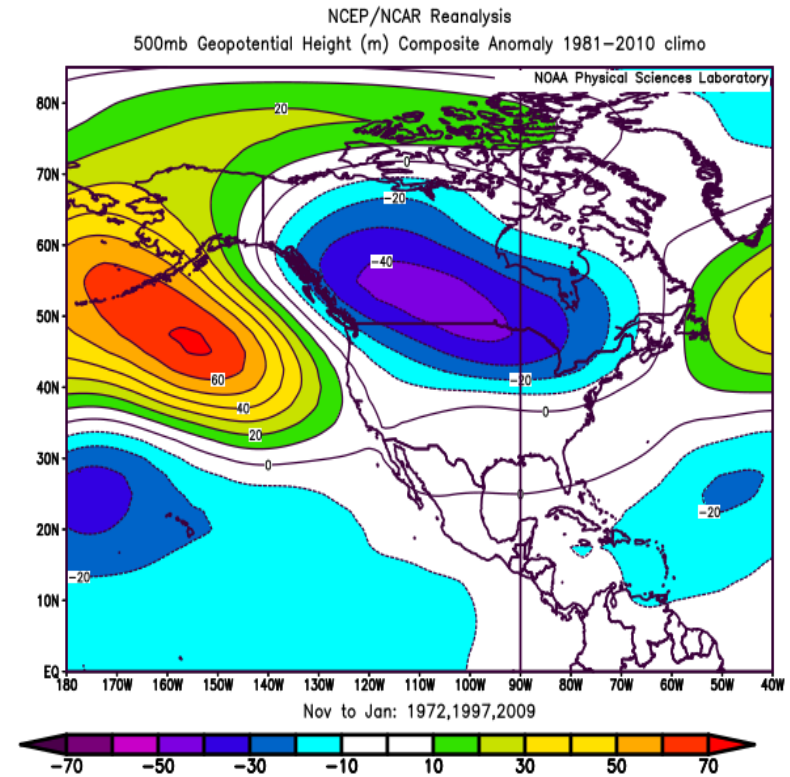 NCEP/NCAR Reanalysis
500mb Geopotential Height (m) Composite Anomaly 1981–2010 climo
NOAA Physical Sciences Laboratory
80N
20
70N
0
-20
60N
-40
50N
60
-20
40N
40
0
20
30N
0
0
20N
-20
-20
10N
EQ
180 170W 160W 150W 140W 130W 120W 110W 100W 90W 80W 70W 60W 50W 40W
Nov to Jan: 1972,1997,2009
-70 -50 -30 -10 10 30 50 70